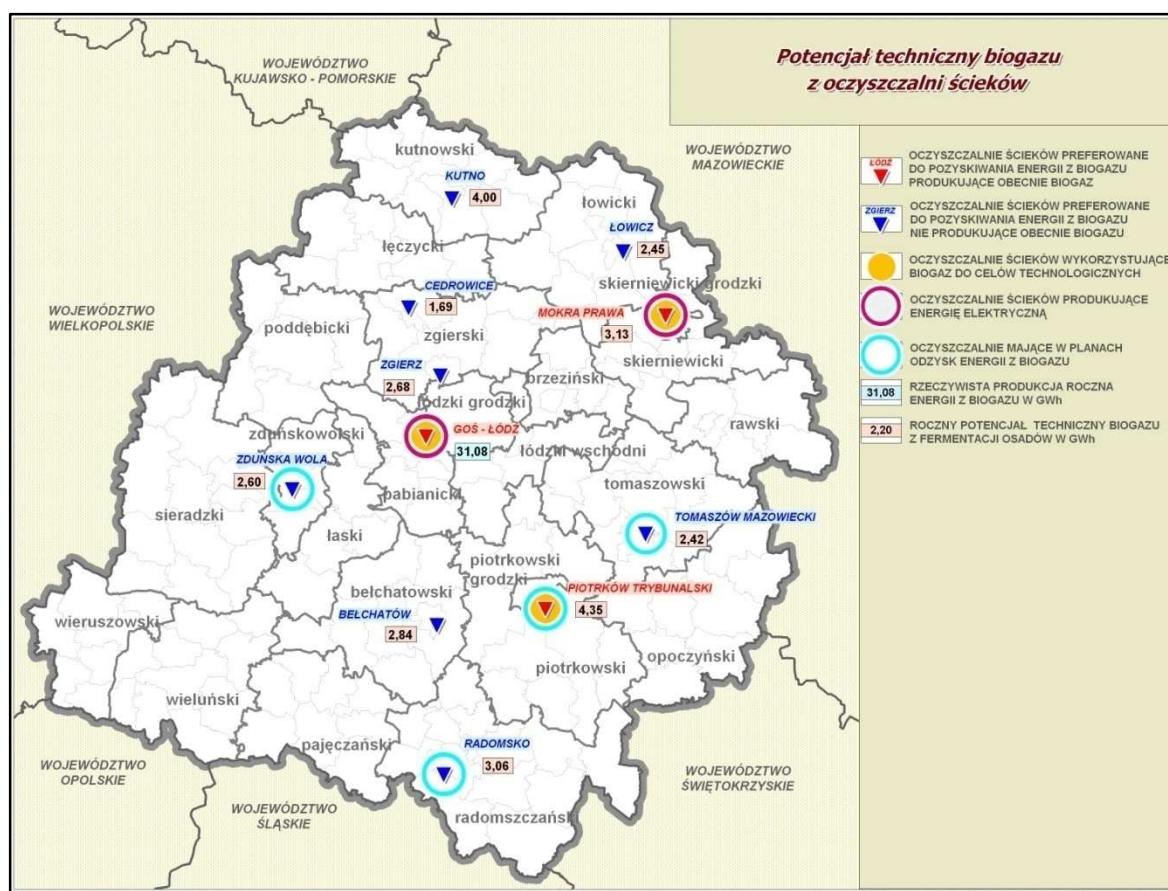 Potencjał techniczny biogazu
z oczyszczalni ścieków
WOJEWÓDZTWO
KUJAWSKO - POMORSKIE
WOJEWÓDZTWO
MAZOWIECKIE
kutnowski
KUTNO
4,00
łowicki
ŁOWICZ
2,45
łęczycki
skierniewicki grodzki
CEDROWICE
1,69
MOKRA PRAWA
3,13
WOJEWÓDZTWO
WIELKOPOLSKIE
poddębicki
zgierski
skierniewicki
ZGIERZ
2,68
brzeziński
łódzki grodzki
rawski
GOŚ - ŁÓDŹ
31,08
zduńskowolski
łódzki wschodni
ZDUŃSKA WOLA
2,60
pabianicki
tomaszowski
sieradzki
TOMASZÓW MAZOWIECKI
2,42
łaski
piotrkowski
grodzki
bełchatowski
PIOTRKÓW TRYBUNALSKI
4,35
BEŁCHATÓW
2,84
wieruszowski
opoczyński
piotrkowski
wieluński
pajęczański
RADOMSKO
3,06
WOJEWÓDZTWO
OPOLSKIE
WOJEWÓDZTWO
ŚLĄSKIE
WOJEWÓDZTWO
ŚWIĘTOKRZYSKIE
radomszczański
ŁÓDŹ
OCZYSZCZALNIE ŚCIEKÓW PREFEROWANE
DO POZYSKIWANIA ENERGII Z BIOGAZU
PRODUKUJĄCE OBECNIE BIOGAZ
ZGIERZ
OCZYSZCZALNIE ŚCIEKÓW PREFEROWANE
DO POZYSKIWANIA ENERGII Z BIOGAZU
NIE PRODUKUJĄCE OBECNIE BIOGAZU
OCZYSZCZALNIE ŚCIEKÓW WYKORZYSTUJĄCE
BIOGAZ DO CELÓW TECHNOLOGICZNYCH
OCZYSZCZALNIE ŚCIEKÓW PRODUKUJĄCE
ENERGIĘ ELEKTRYCZNĄ
OCZYSZCZALNIE MAJĄCE W PLANACH
ODZYSK ENERGII Z BIOGAZU
31,08
RZECZYWISTA PRODUKCJA ROCZNA
ENERGII Z BIOGAZU W GWh
2,20
ROCZNY POTENCJAŁ TECHNICZNY BIOGAZU
Z FERMENTACJI OSADÓW W GWh